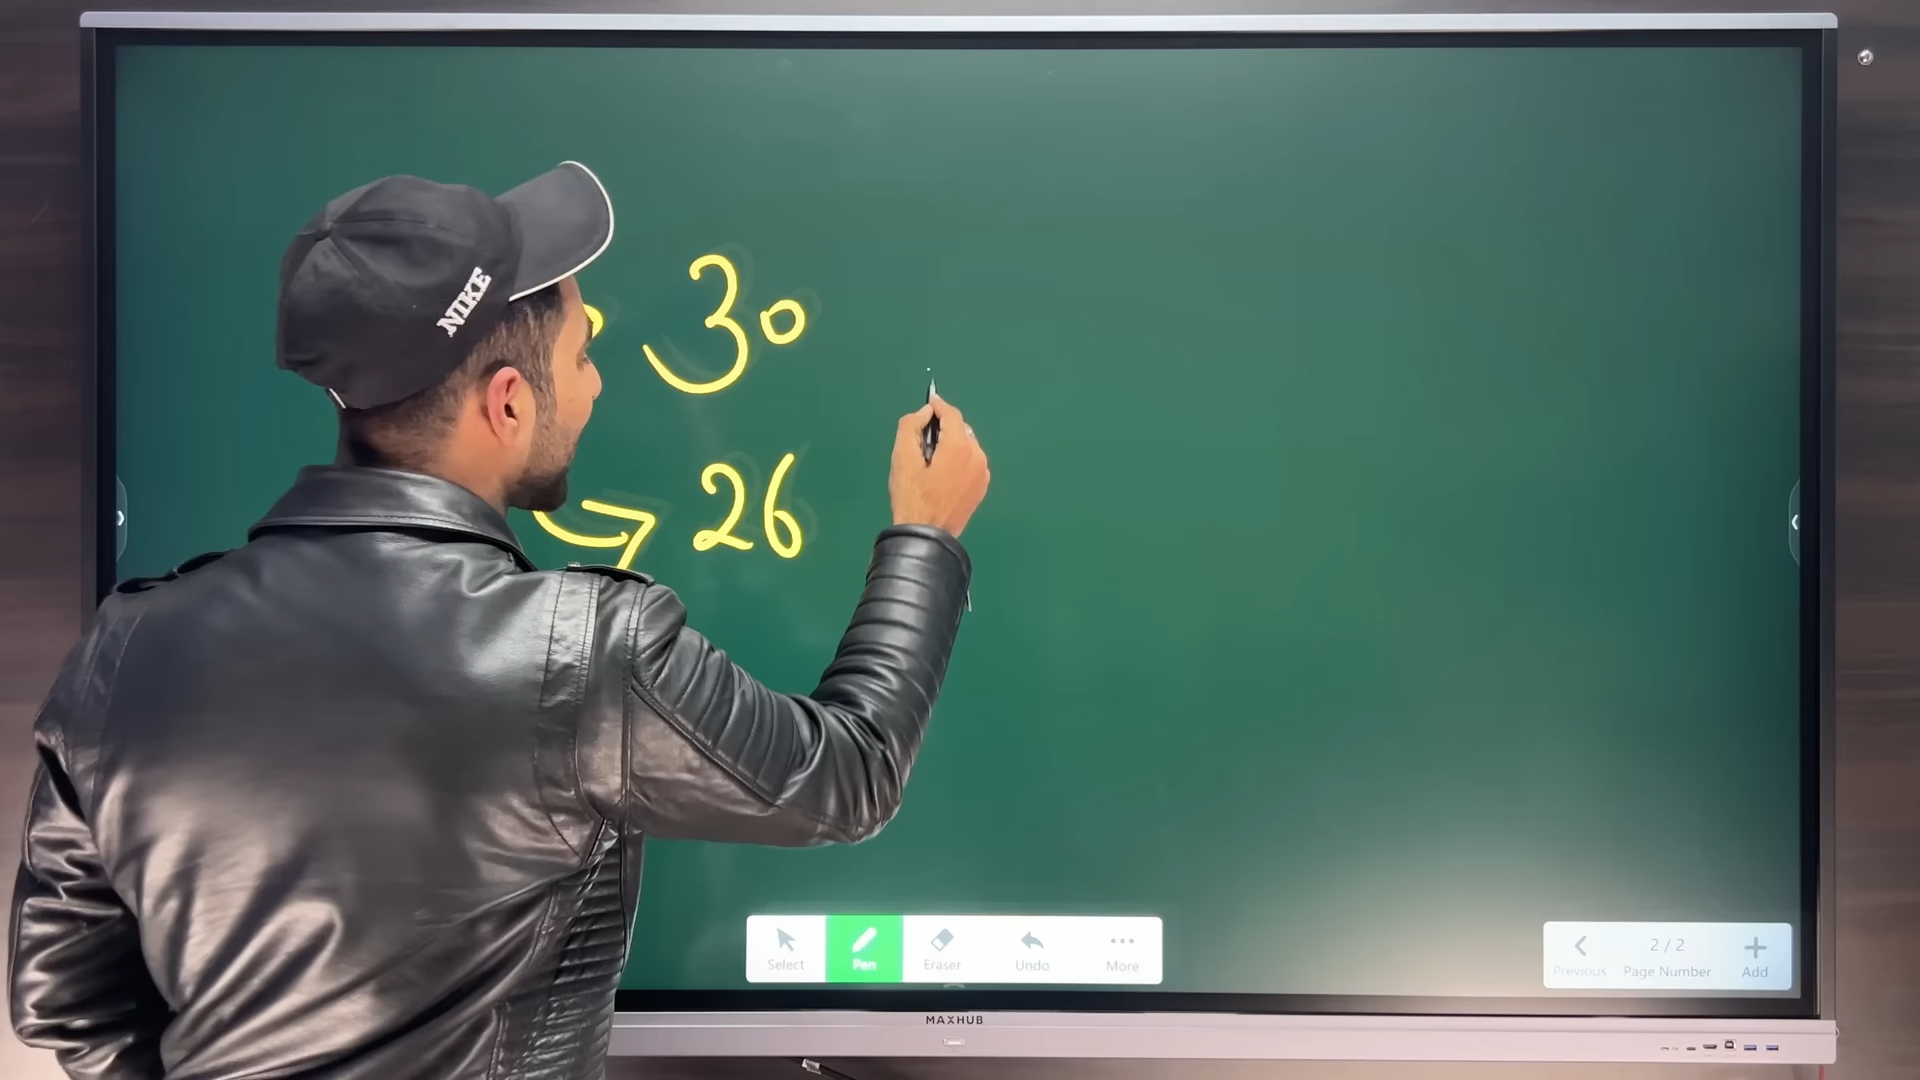 NIKE
30
26
Select Pen Eraser Undo More
2 / 2
Previous Page Number Add
MAXHUB